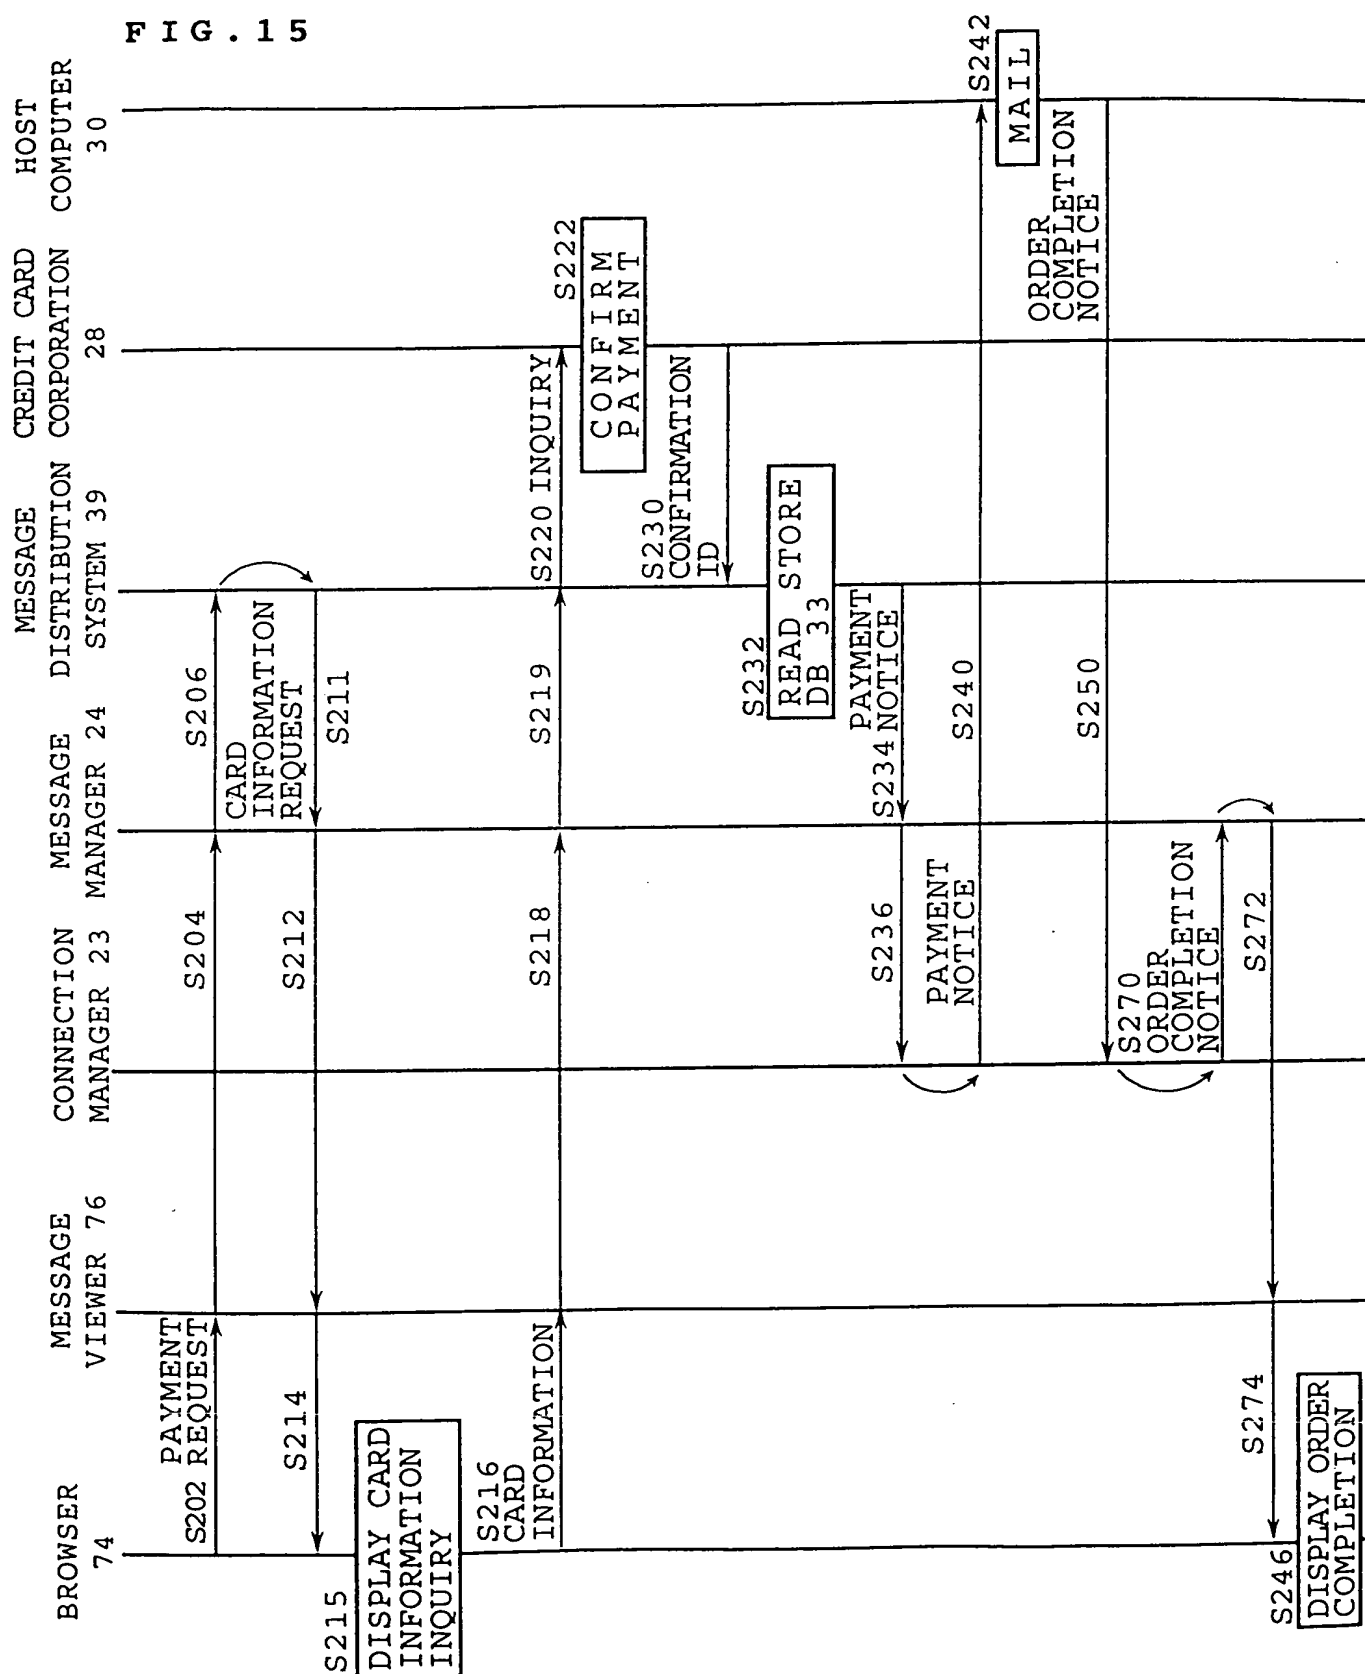 FIG.15
BROWSER
74
MESSAGE
VIEWER 76
CONNECTION
MANAGER 23
MESSAGE
MANAGER 24
MESSAGE
DISTRIBUTION
SYSTEM 39
CREDIT CARD
CORPORATION
28
HOST
COMPUTER
30
PAYMENT
S202 REQUEST
S204
S206
CARD
INFORMATION
REQUEST
S211
S212
S214
S215
DISPLAY CARD
INFORMATION
INQUIRY
S216
CARD
INFORMATION
S218
S219
S220 INQUIRY
S222
CONFIRM
PAYMENT
S230
CONFIRMATION
ID
S232
READ STORE
DB 33
PAYMENT
S234 NOTICE
S236
PAYMENT
NOTICE
S240
S242
MAIL
ORDER
COMPLETION
NOTICE
S250
S270
ORDER
COMPLETION
NOTICE
S272
S274
S246
DISPLAY ORDER
COMPLETION